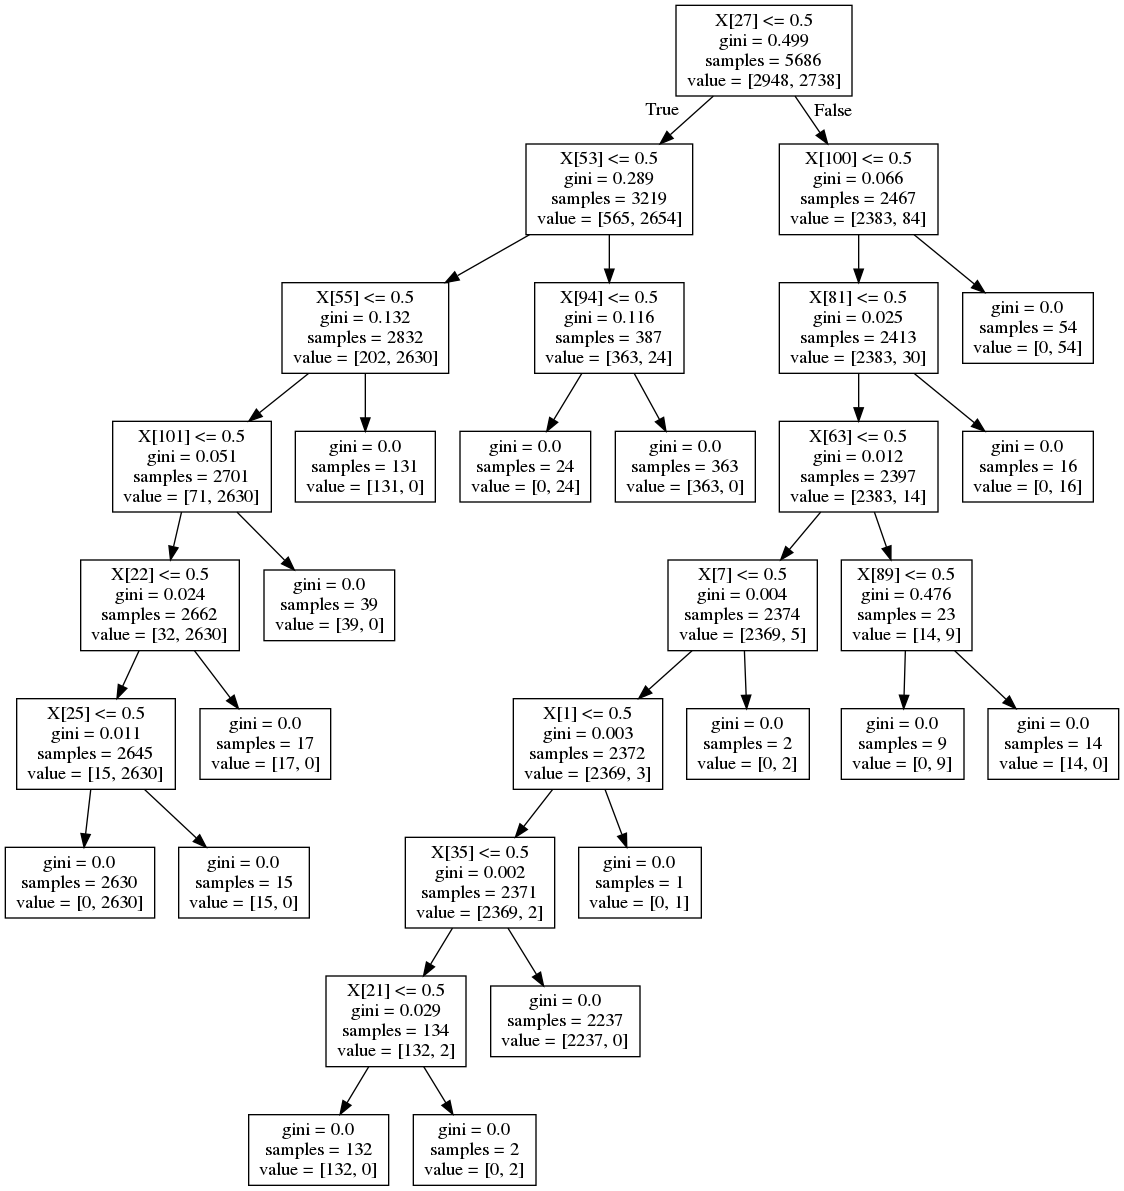 X[27] <= 0.5
gini = 0.499
samples = 5686
value = [2948, 2738]
True
False
X[53] <= 0.5
gini = 0.289
samples = 3219
value = [565, 2654]
X[100] <= 0.5
gini = 0.066
samples = 2467
value = [2383, 84]
X[55] <= 0.5
gini = 0.132
samples = 2832
value = [202, 2630]
X[94] <= 0.5
gini = 0.116
samples = 387
value = [363, 24]
X[81] <= 0.5
gini = 0.025
samples = 2413
value = [2383, 30]
gini = 0.0
samples = 54
value = [0, 54]
X[101] <= 0.5
gini = 0.051
samples = 2701
value = [71, 2630]
gini = 0.0
samples = 131
value = [131, 0]
gini = 0.0
samples = 24
value = [0, 24]
gini = 0.0
samples = 363
value = [363, 0]
X[63] <= 0.5
gini = 0.012
samples = 2397
value = [2383, 14]
gini = 0.0
samples = 16
value = [0, 16]
X[22] <= 0.5
gini = 0.024
samples = 2662
value = [32, 2630]
gini = 0.0
samples = 39
value = [39, 0]
X[7] <= 0.5
gini = 0.004
samples = 2374
value = [2369, 5]
X[89] <= 0.5
gini = 0.476
samples = 23
value = [14, 9]
X[25] <= 0.5
gini = 0.011
samples = 2645
value = [15, 2630]
gini = 0.0
samples = 17
value = [17, 0]
X[1] <= 0.5
gini = 0.003
samples = 2372
value = [2369, 3]
gini = 0.0
samples = 2
value = [0, 2]
gini = 0.0
samples = 9
value = [0, 9]
gini = 0.0
samples = 14
value = [14, 0]
gini = 0.0
samples = 2630
value = [0, 2630]
gini = 0.0
samples = 15
value = [15, 0]
X[35] <= 0.5
gini = 0.002
samples = 2371
value = [2369, 2]
gini = 0.0
samples = 1
value = [0, 1]
X[21] <= 0.5
gini = 0.029
samples = 134
value = [132, 2]
gini = 0.0
samples = 2237
value = [2237, 0]
gini = 0.0
samples = 132
value = [132, 0]
gini = 0.0
samples = 2
value = [0, 2]